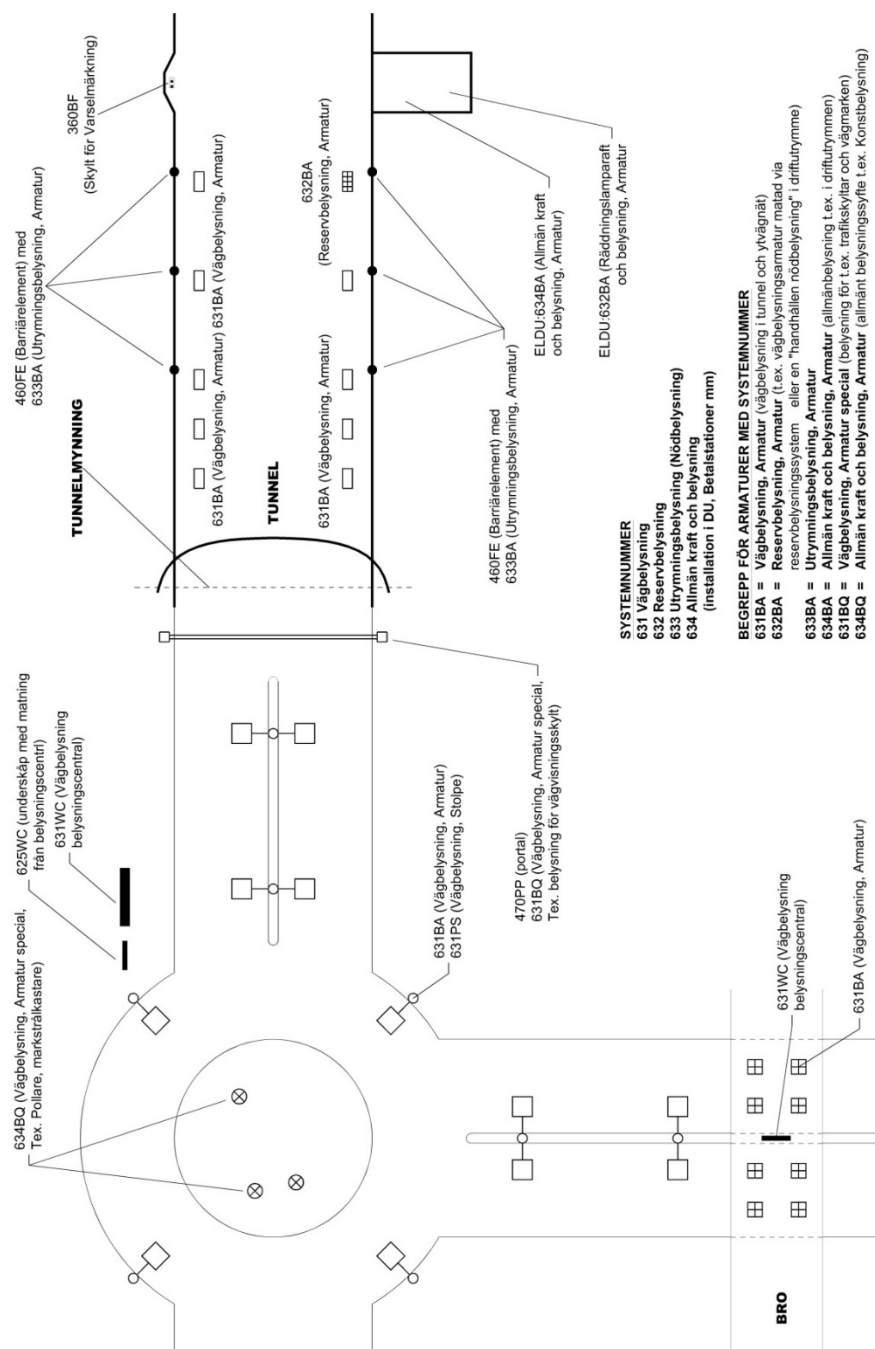 634BQ (Vägbelysning, Armatur special,
Tex. Pollare, markstrålkastare)
625WC (underskåp med matning
från belysningscentrl)
631WC (Vägbelysning
belysningscentral)
TUNNELMYNNING
460FE (Barriärelement) med
633BA (Utrymningsbelysning, Armatur)
360BF
(Skylt för Varselmärkning)
631BA (Vägbelysning, Armatur)
631BA (Vägbelysning, Armatur)
TUNNEL
631BA (Vägbelysning, Armatur)
632BA
(Reservbelysning, Armatur)
460FE (Barriärelement) med
633BA (Utrymningsbelysning, Armatur)
ELDU:634BA (Allmän kraft
och belysning, Armatur)
ELDU:632BA (Räddningslamparaft
och belysning, Armatur
631BA (Vägbelysning, Armatur)
631PS (Vägbelysning, Stolpe)
470PP (portal)
631BQ (Vägbelysning, Armatur special,
Tex. belysning för vägvisningsskylt)
631WC (Vägbelysning
belysningscentral)
631BA (Vägbelysning, Armatur)
BRO
SYSTEMNUMMER
631 Vägbelysning
632 Reservbelysning
633 Utrymningsbelysning (Nödbelysning)
634 Allmän kraft och belysning
(installation i DU, Betalstationer mm)
BEGREPP FÖR ARMATURER MED SYSTEMNUMMER
631BA = Vägbelysning, Armatur (vägbelysning i tunnel och ytvägnät)
632BA = Reservbelysning, Armatur (t.ex. vägbelysningsarmatur matad via
reservbelysningssystem eller en "handhållen nödbelysning" i driftutrymme)
633BA = Utrymningsbelysning, Armatur
634BA = Allmän kraft och belysning, Armatur (allmänbelysning t.ex. i driftutrymmen)
631BQ = Vägbelysning, Armatur special (belysning för t.ex. trafikskyltar och vägmarken)
634BQ = Allmän kraft och belysning, Armatur (allmänt belysningssyfte t.ex. Konstbelysning)